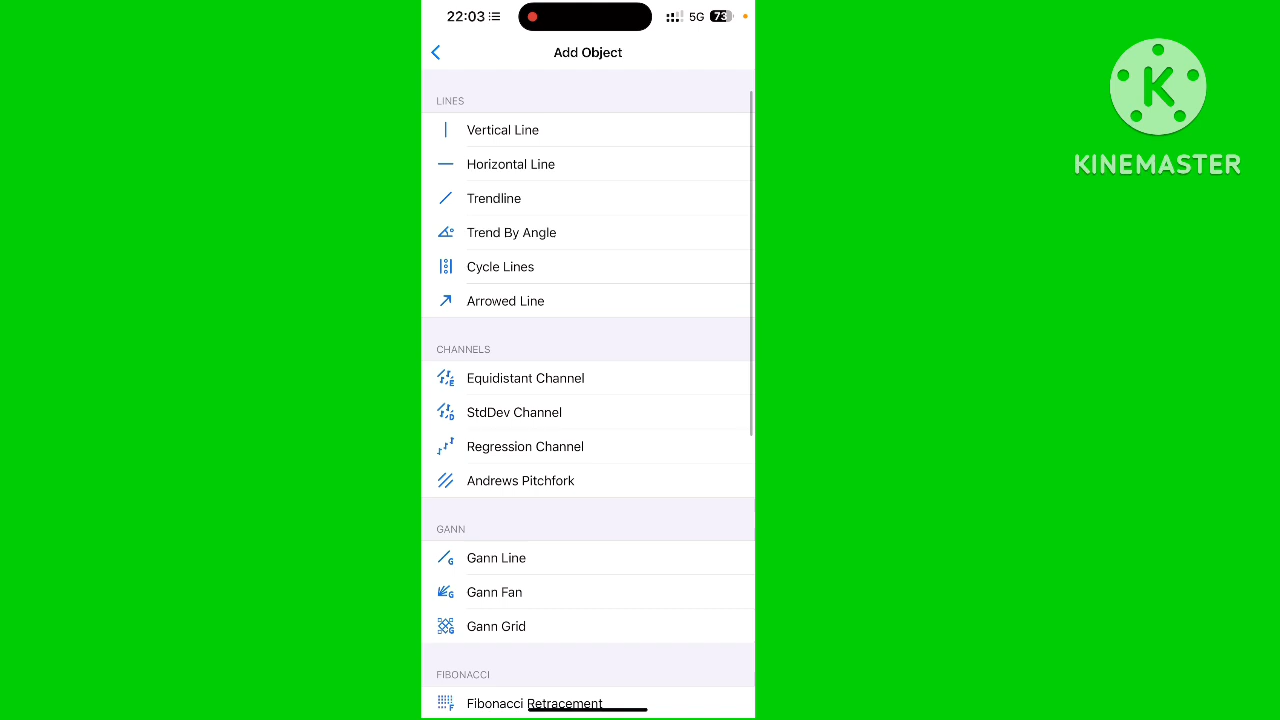 22:03
5G
73
Add Object
LINES
Vertical Line
Horizontal Line
Trendline
Trend By Angle
Cycle Lines
Arrowed Line
CHANNELS
Equidistant Channel
StdDev Channel
Regression Channel
Andrews Pitchfork
GANN
Gann Line
Gann Fan
Gann Grid
FIBONACCI
Fibonacci Retracement
K
KINEMASTER